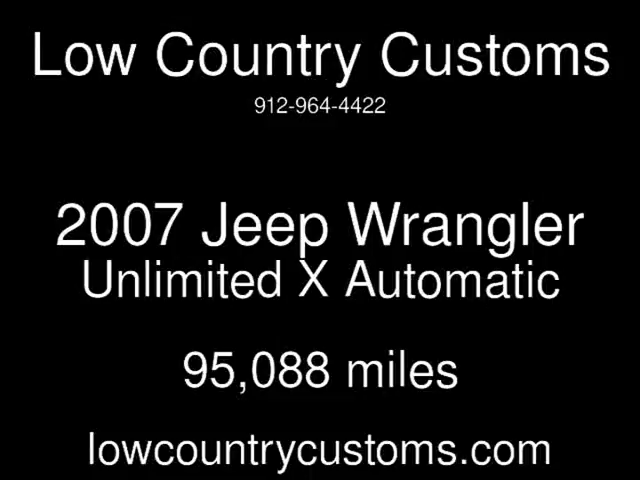 Low Country Customs
912-964-4422
2007 Jeep Wrangler
Unlimited X Automatic
95,088 miles
lowcountrycustoms.com